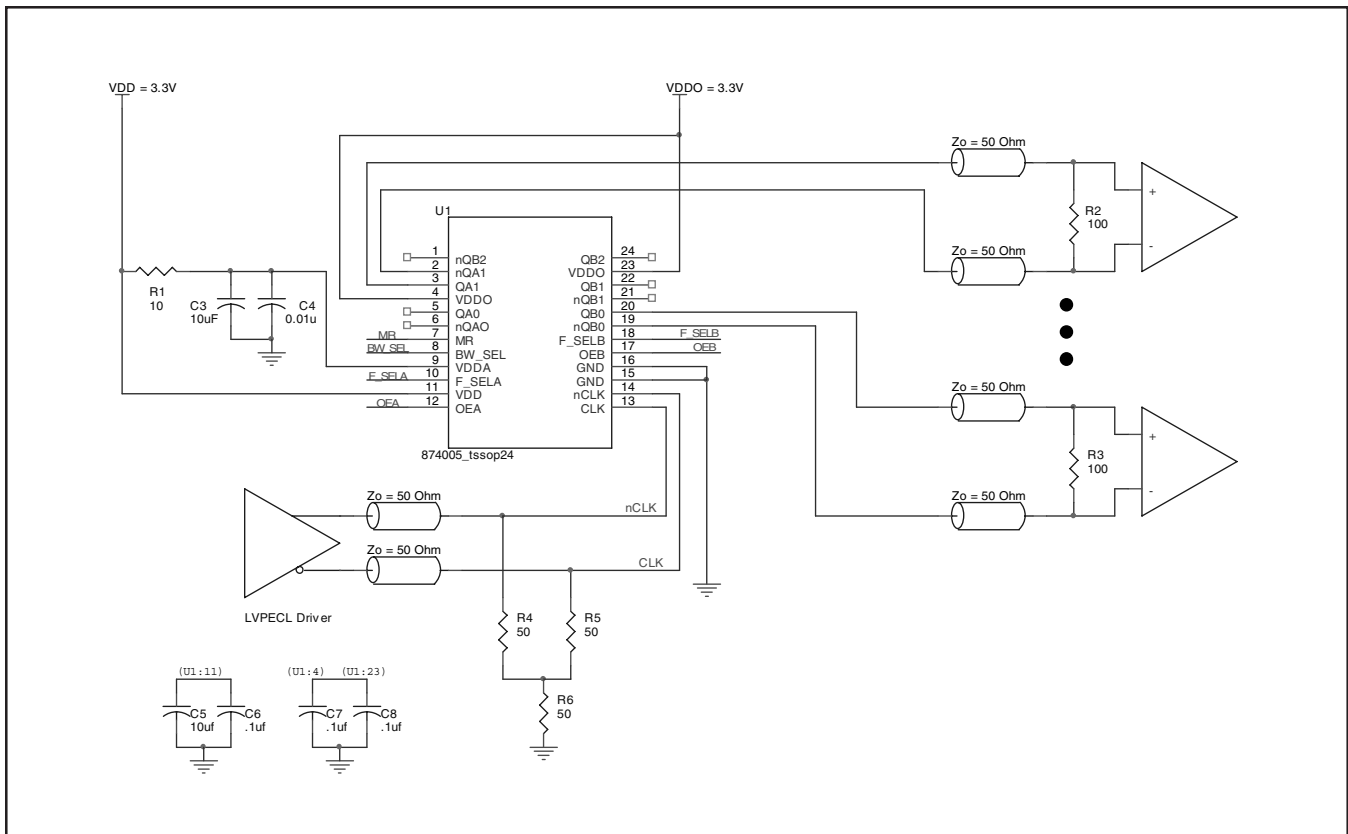 VDD = 3.3V
VDDO = 3.3V
Zo = 50 Ohm
+
R2
100
-
Zo = 50 Ohm
U1
1 nQB2
2 nQA1
3 QA1
4 VDDO
5 QA0
6 nQAO
7 MR
8 BW_SEL
9 VDDA
10 F_SELA
11 VDD
12 OEA
MR
BW_SEL
F_SELA
OEA
QB2 24
VDDO 23
QB1 22
nQB1 21
QB0 20
nQB0 19
F_SELB 18
OEB 17
GND 16
GND 15
nCLK 14
CLK 13
F_SELB
OEB
874005_tssop24
R1
10
C3
10uF
C4
0.01u
Zo = 50 Ohm
+
R3
100
-
Zo = 50 Ohm
Zo = 50 Ohm
nCLK
Zo = 50 Ohm
CLK
LVPECL Driver
R4
50
R5
50
R6
50
(U1:11)
C5
10uf
C6
.1uf
(U1:4) (U1:23)
C7
.1uf
C8
.1uf